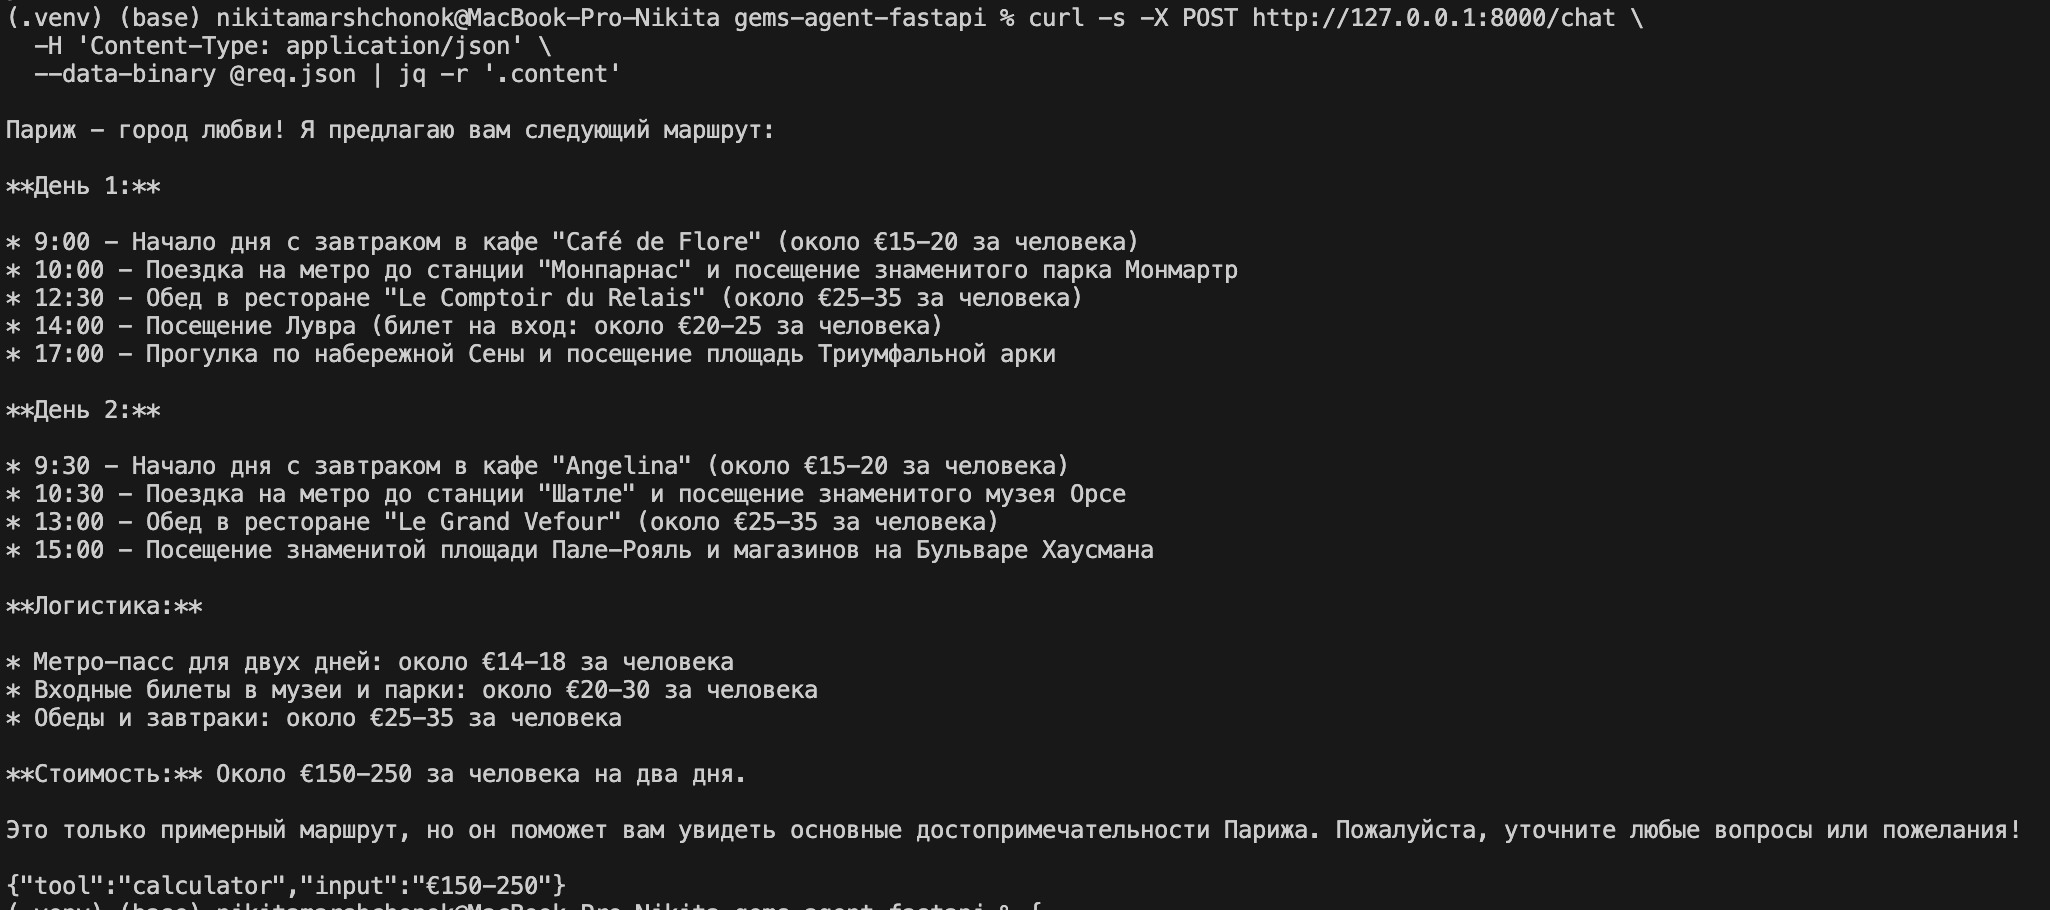 (.venv) (base) nikitamarshchonok@MacBook-Pro-Nikita gems-agent-fastapi % curl -s -X POST http://127.0.0.1:8000/chat \
  -H 'Content-Type: application/json' \
  --data-binary @req.json | jq -r '.content'

Париж – город любви! Я предлагаю вам следующий маршрут:

**День 1:**

* 9:00 – Начало дня с завтраком в кафе "Café de Flore" (около €15–20 за человека)
* 10:00 – Поездка на метро до станции "Монпарнас" и посещение знаменитого парка Монмартр
* 12:30 – Обед в ресторане "Le Comptoir du Relais" (около €25–35 за человека)
* 14:00 – Посещение Лувра (билет на вход: около €20–25 за человека)
* 17:00 – Прогулка по набережной Сены и посещение площадь Триумфальной арки

**День 2:**

* 9:30 – Начало дня с завтраком в кафе "Angelina" (около €15–20 за человека)
* 10:30 – Поездка на метро до станции "Шатле" и посещение знаменитого музея Орсе
* 13:00 – Обед в ресторане "Le Grand Vefour" (около €25–35 за человека)
* 15:00 – Посещение знаменитой площади Пале-Рояль и магазинов на Бульваре Хаусмана

**Логистика:**

* Метро-пасс для двух дней: около €14–18 за человека
* Входные билеты в музеи и парки: около €20–30 за человека
* Обеды и завтраки: около €25–35 за человека

**Стоимость:** Около €150–250 за человека на два дня.

Это только примерный маршрут, но он поможет вам увидеть основные достопримечательности Парижа. Пожалуйста, уточните любые вопросы или пожелания!

{"tool":"calculator","input":"€150–250"}
(.venv) (base) nikitamarshchonok@MacBook-Pro-Nikita gems-agent-fastapi % {